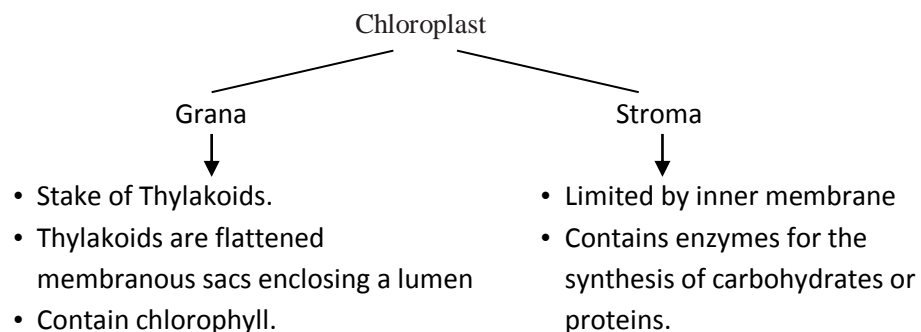 Chloroplast
Grana
Stroma
• Stake of Thylakoids.
• Thylakoids are flattened
membranous sacs enclosing a lumen
• Contain chlorophyll.
• Limited by inner membrane
• Contains enzymes for the
synthesis of carbohydrates or
proteins.